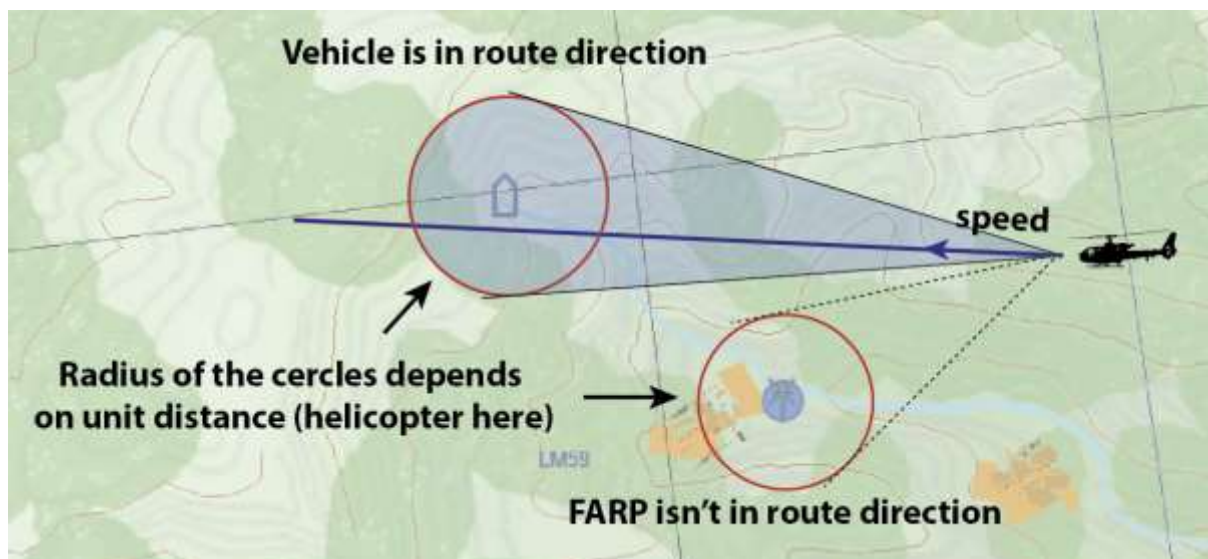 Vehicle is in route direction
speed
Radius of the cercles depends
on unit distance (helicopter here)
LM59
FARP isn't in route direction